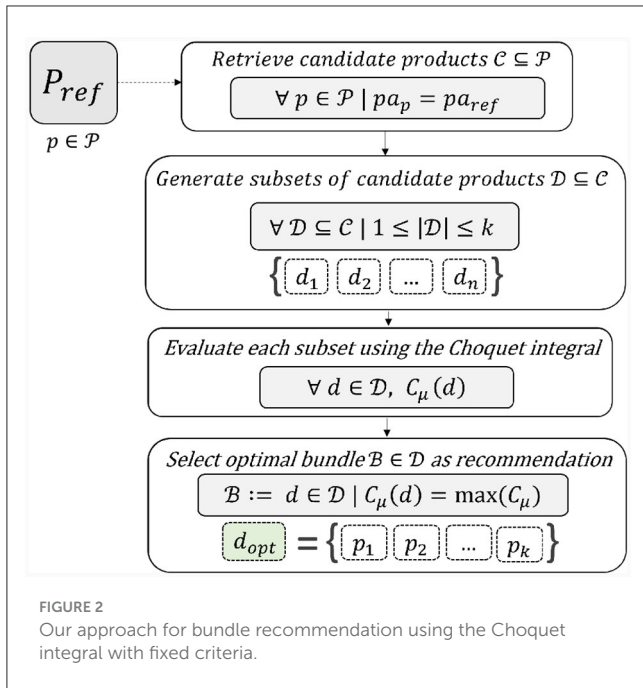 P_ref
p ∈ 𝒫
Retrieve candidate products 𝒞 ⊆ 𝒫
∀ p ∈ 𝒫 | pa_p = pa_ref
Generate subsets of candidate products 𝒟 ⊆ 𝒞
∀ 𝒟 ⊆ 𝒞 | 1 ≤ |𝒟| ≤ k
{ d_1 d_2 ... d_n }
Evaluate each subset using the Choquet integral
∀ d ∈ 𝒟, C_μ(d)
Select optimal bundle ℬ ∈ 𝒟 as recommendation
ℬ := d ∈ 𝒟 | C_μ(d) = max(C_μ)
d_opt = { p_1 p_2 ... p_k }
FIGURE 2
Our approach for bundle recommendation using the Choquet
integral with fixed criteria.